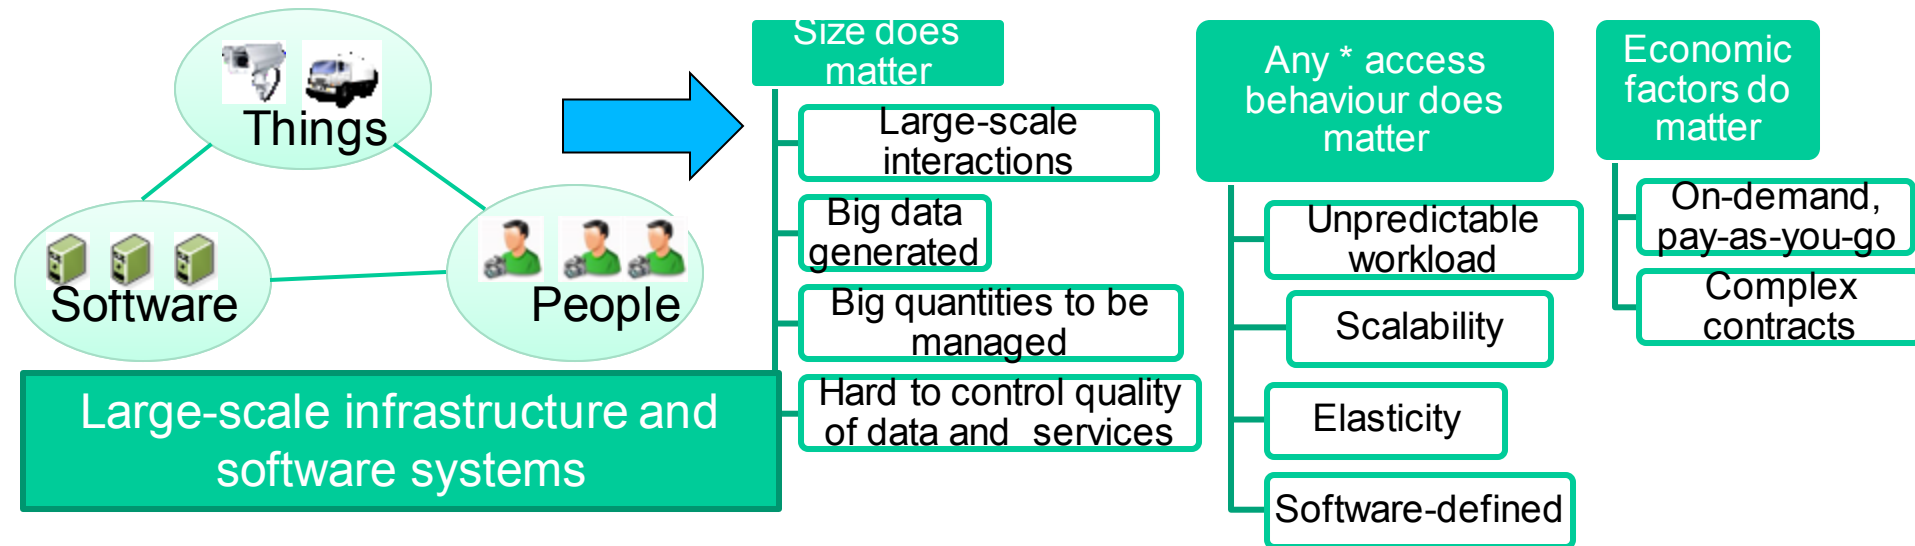 Things
Software
People
Large-scale infrastructure and
software systems
Size does
matter
Large-scale
interactions
Big data
generated
Big quantities to be
managed
Hard to control quality
of data and services
Any * access
behaviour does
matter
Unpredictable
workload
Scalability
Elasticity
Software-defined
Economic
factors do
matter
On-demand,
pay-as-you-go
Complex
contracts